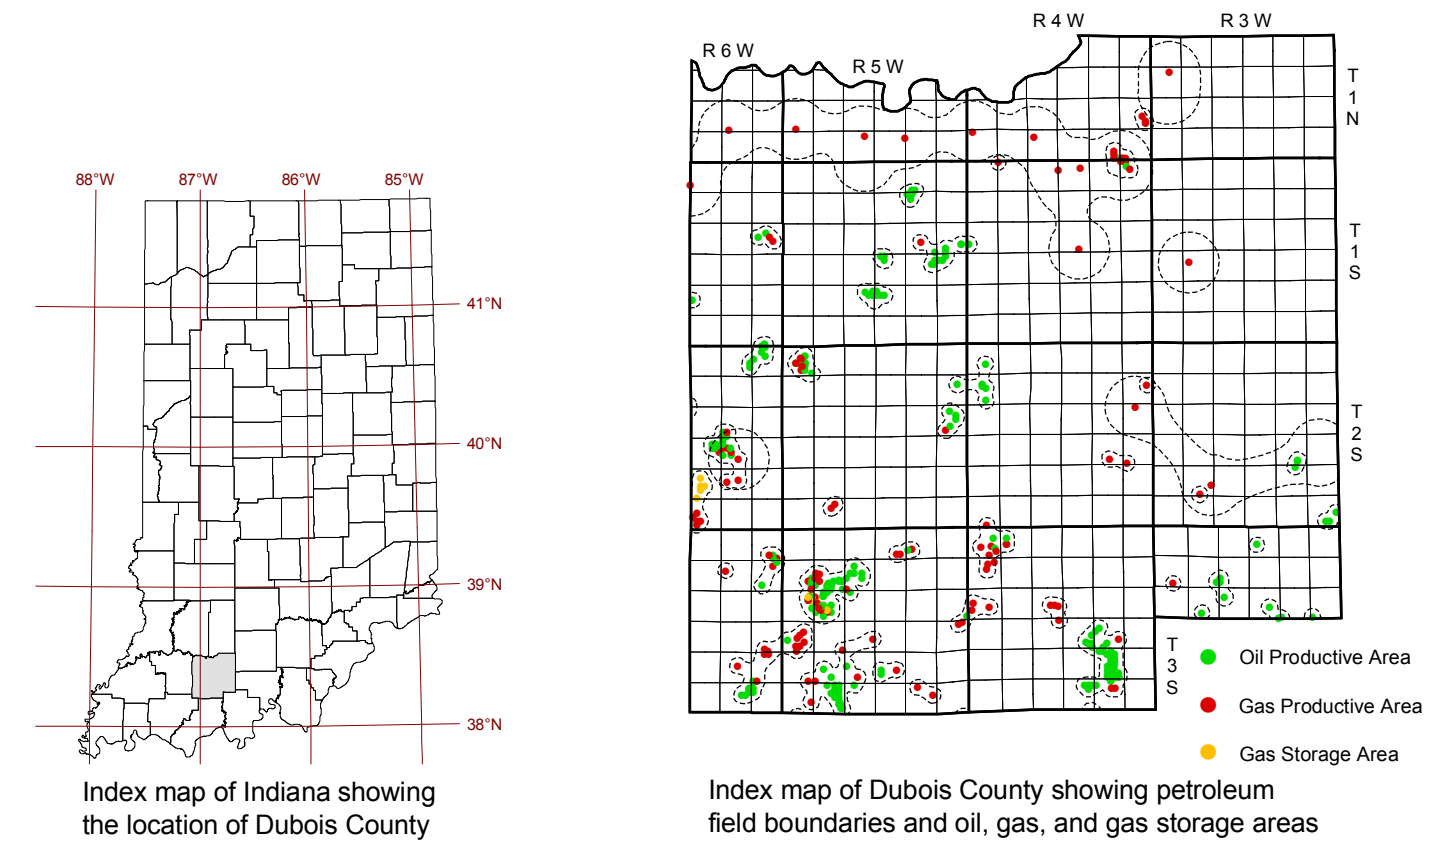 88°W
87°W
86°W
85°W
41°N
40°N
39°N
38°N
Index map of Indiana showing
the location of Dubois County
R 6 W
R 5 W
R 4 W
R 3 W
T
1
N
T
1
S
T
2
S
T
3
S
Oil Productive Area
Gas Productive Area
Gas Storage Area
Index map of Dubois County showing petroleum
field boundaries and oil, gas, and gas storage areas